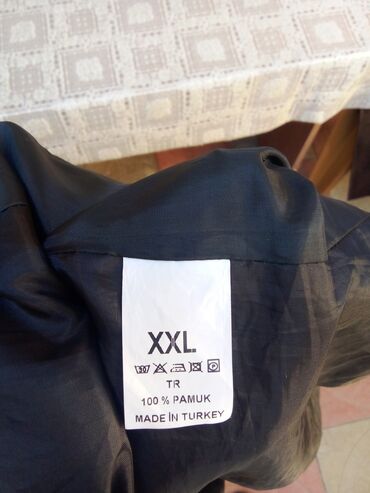 XXL
TR
100 % PAMUK
MADE İN TURKEY